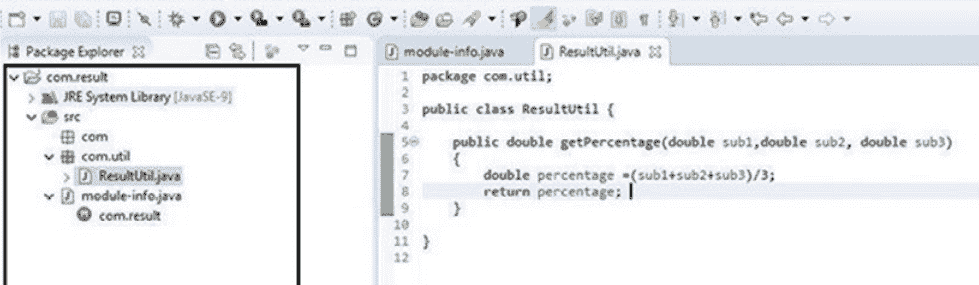 Package Explorer
com.result
JRE System Library [JavaSE-9]
src
com
com.util
ResultUtil.java
module-info.java
com.result
module-info.java
ResultUtil.java
1 package com.util;
2
3 public class ResultUtil {
4
5 public double getPercentage(double sub1,double sub2, double sub3)
6 {
7 double percentage =(sub1+sub2+sub3)/3;
8 return percentage;
9 }
10
11 }
12